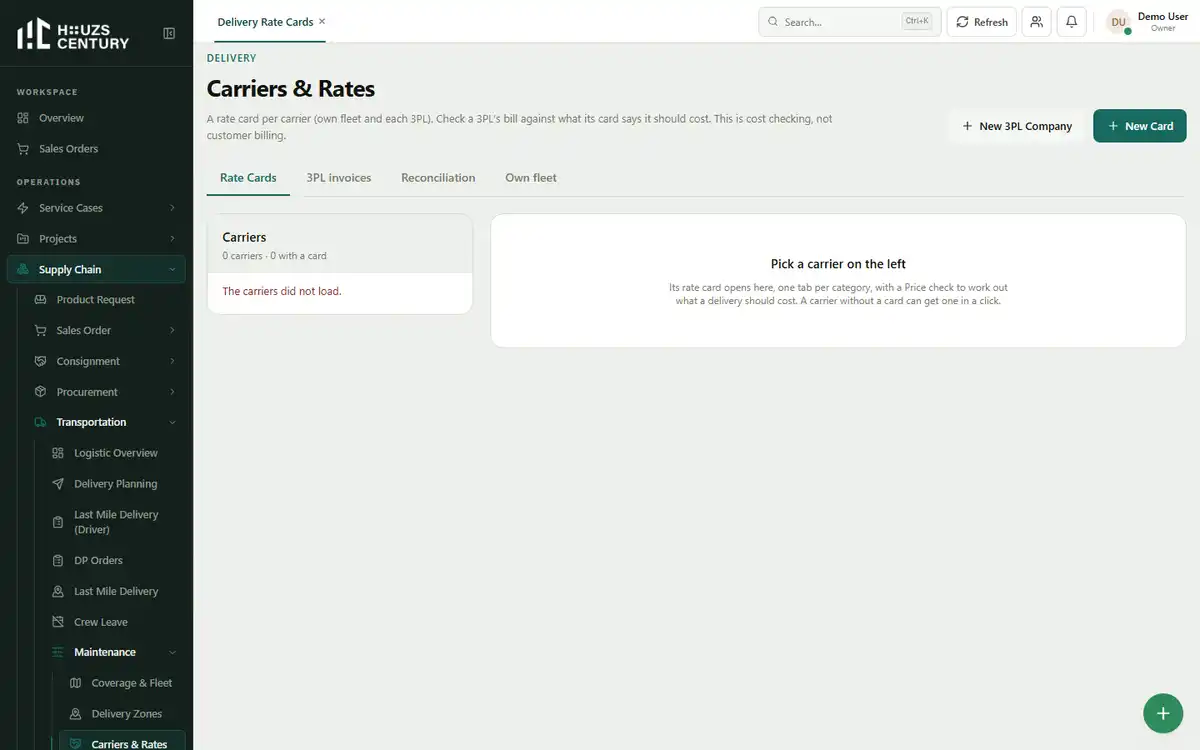 HOUZS
CENTURY
WORKSPACE
Overview
Sales Orders
OPERATIONS
Service Cases
Projects
Supply Chain
Product Request
Sales Order
Consignment
Procurement
Transportation
Logistic Overview
Delivery Planning
Last Mile Delivery
(Driver)
DP Orders
Last Mile Delivery
Crew Leave
Maintenance
Coverage & Fleet
Delivery Zones
Carriers & Rates
Delivery Rate Cards ×
Search... Ctrl+K
Refresh
DU
Demo User
Owner
DELIVERY
Carriers & Rates
A rate card per carrier (own fleet and each 3PL). Check a 3PL's bill against what its card says it should cost. This is cost checking, not
customer billing.
+ New 3PL Company
+ New Card
Rate Cards 3PL invoices Reconciliation Own fleet
Carriers
0 carriers · 0 with a card
The carriers did not load.
Pick a carrier on the left
Its rate card opens here, one tab per category, with a Price check to work out
what a delivery should cost. A carrier without a card can get one in a click.
+